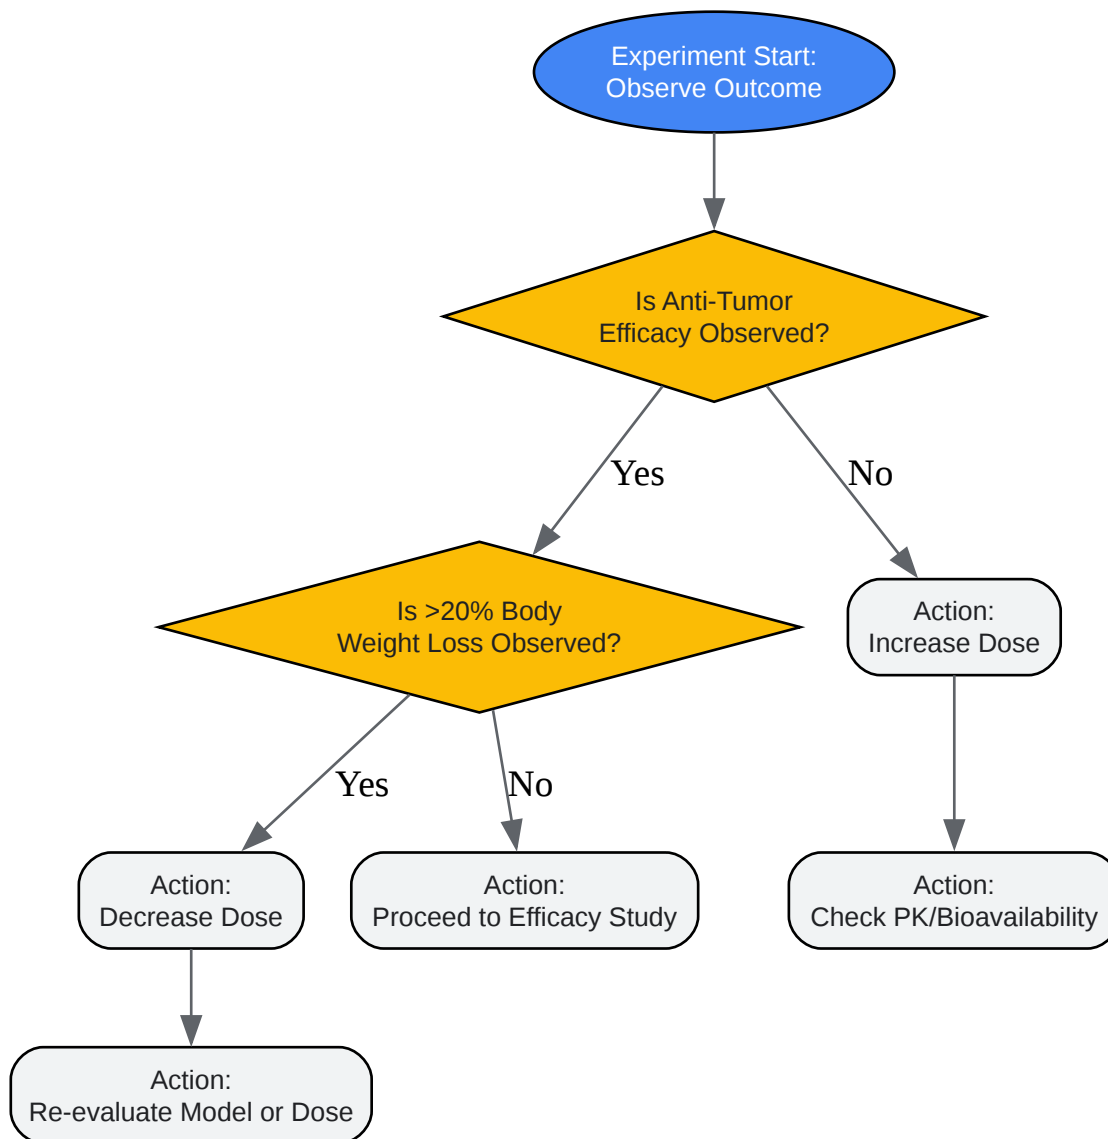 Experiment Start:
Observe Outcome
Is Anti-Tumor
Efficacy Observed?
Yes
No
Is >20% Body
Weight Loss Observed?
Action:
Increase Dose
Yes
No
Action:
Decrease Dose
Action:
Proceed to Efficacy Study
Action:
Check PK/Bioavailability
Action:
Re-evaluate Model or Dose